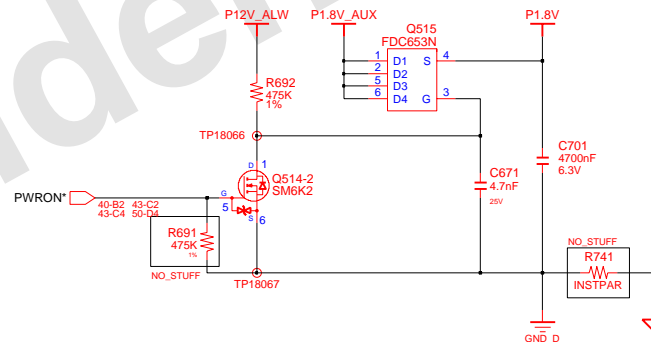 P12V_ALW
P1.8V_AUX
P1.8V
Q515
FDC653N
1 D1 S 4
2 D2
5 D3
6 D4 G 3
R692
475K
1%
TP18066
D 1
Q514-2
SM6K2
G
5
S 6
C671
4.7nF
25V
C701
4700nF
6.3V
PWRON*
40-B2 43-C2
43-C4 50-D4
R691
475K
1%
NO_STUFF
TP18067
NO_STUFF
R741
INSTPAR
GND_D